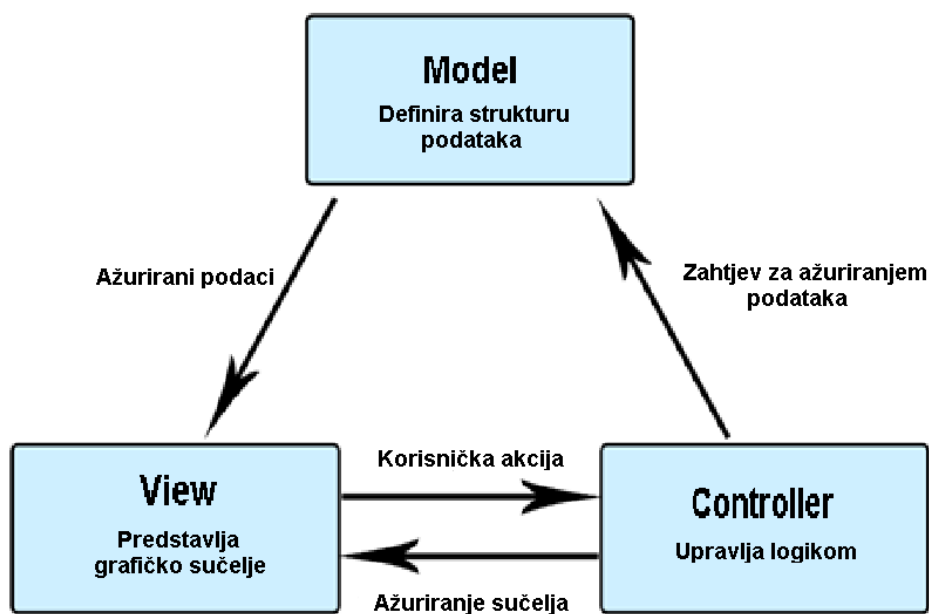 Model
Definira strukturu
podataka
Ažurirani podaci
Zahtjev za ažuriranjem
podataka
View
Predstavlja
grafičko sučelje
Korisnička akcija
Ažuriranje sučelja
Controller
Upravlja logikom